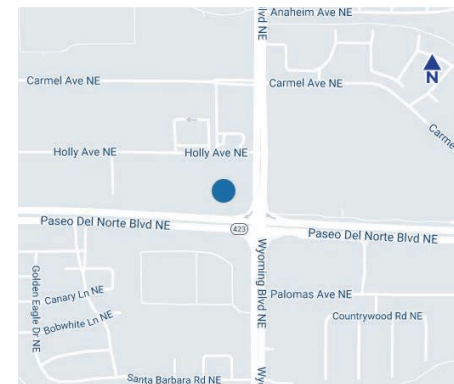 lvd NE
Anaheim Ave NE
N
Carmel Ave NE
Carmel Ave NE
Carme
Holly Ave NE
Holly Ave NE
Paseo Del Norte Blvd NE
423
Paseo Del Norte Blvd NE
Wyoming Blvd NE
Golden Eagle Dr NE
Canary Ln NE
Palomas Ave NE
Bobwhite Ln NE
Countrywood Rd NE
Santa Barbara Rd NE
Wy